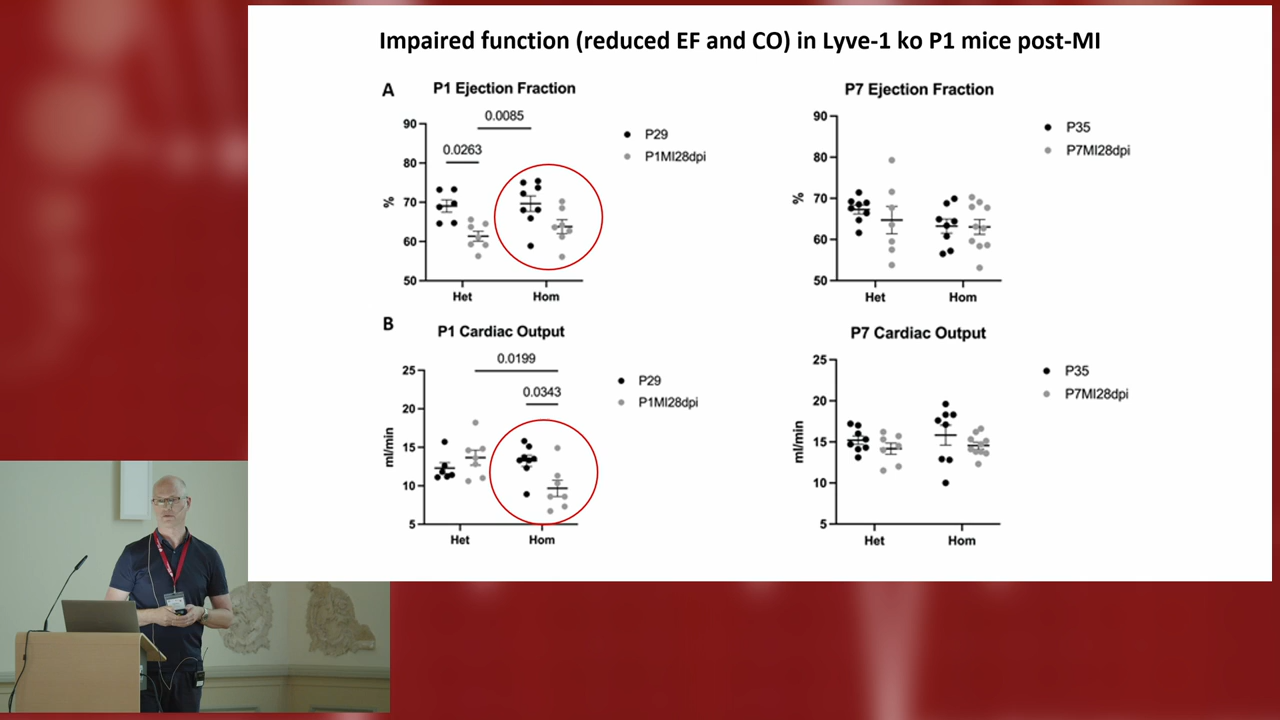 Impaired function (reduced EF and CO) in Lyve-1 ko P1 mice post-MI
A
P1 Ejection Fraction
0.0085
0.0263
90
80
70
60
50
%
Het
Hom
P29
P1MI28dpi
P7 Ejection Fraction
90
80
70
60
50
%
Het
Hom
P35
P7MI28dpi
B
P1 Cardiac Output
0.0199
0.0343
25
20
15
10
5
ml/min
Het
Hom
P29
P1MI28dpi
P7 Cardiac Output
25
20
15
10
5
ml/min
Het
Hom
P35
P7MI28dpi